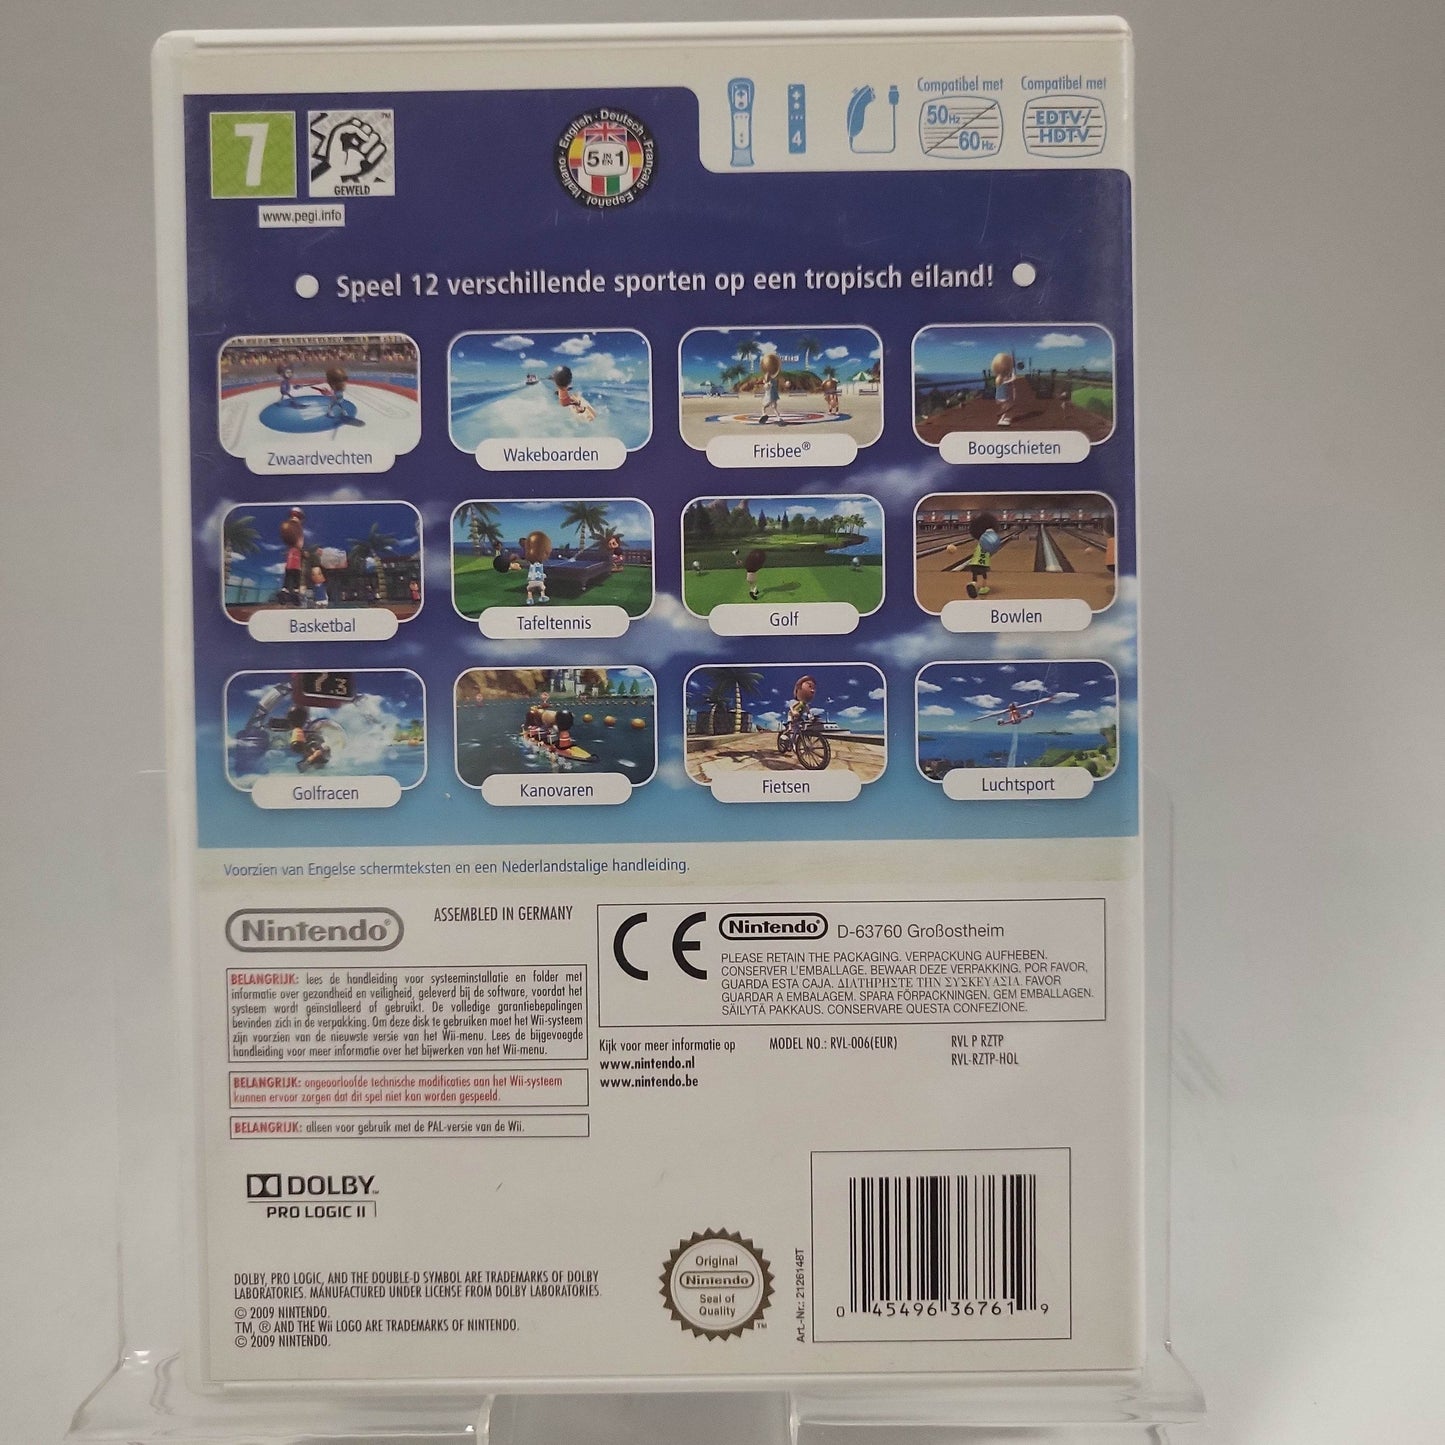 7
GEWELD
TM
www.pegi.info
English · Deutsch · Français · Español · Italiano
5 IN EN 1
4
Compatibel met
50Hz
60Hz
Compatibel met
EDTV/
HDTV
Speel 12 verschillende sporten op een tropisch eiland!
Zwaardvechten
Wakeboarden
Frisbee®
Boogschieten
Basketbal
Tafeltennis
Golf
Bowlen
Golfracen
Kanovaren
Fietsen
Luchtsport
Voorzien van Engelse schermteksten en een Nederlandstalige handleiding.
Nintendo®
ASSEMBLED IN GERMANY
BELANGRIJK: lees de handleiding voor systeeminstallatie en folder met
informatie over gezondheid en veiligheid, geleverd bij de software, voordat het
systeem wordt geïnstalleerd of gebruikt. De volledige garantiebepalingen
bevinden zich in de verpakking. Om deze disk te gebruiken moet het Wii-systeem
zijn voorzien van de nieuwste versie van het Wii-menu. Lees de bijgevoegde
handleiding voor meer informatie over het bijwerken van het Wii-menu.
BELANGRIJK: ongeoorloofde technische modificaties aan het Wii-systeem
kunnen ervoor zorgen dat dit spel niet kan worden gespeeld.
BELANGRIJK: alleen voor gebruik met de PAL-versie van de Wii.
CE
Nintendo®
D-63760 Großostheim
PLEASE RETAIN THE PACKAGING. VERPACKUNG AUFHEBEN.
CONSERVER L'EMBALLAGE. BEWAAR DEZE VERPAKKING. POR FAVOR,
GUARDA ESTA CAJA. ΔΙΑΤΗΡΗΣΤΕ ΤΗΝ ΣΥΣΚΕΥΑΣΙΑ. FAVOR
GUARDAR A EMBALAGEM. SPARA FÖRPACKNINGEN. GEM EMBALLAGEN.
SÄILYTÄ PAKKAUS. CONSERVARE QUESTA CONFEZIONE.
Kijk voor meer informatie op
www.nintendo.nl
www.nintendo.be
MODEL NO.: RVL-006(EUR)
RVL P RZTP
RVL-RZTP-HOL
DOLBY™
PRO LOGIC II
DOLBY, PRO LOGIC, AND THE DOUBLE-D SYMBOL ARE TRADEMARKS OF DOLBY
LABORATORIES. MANUFACTURED UNDER LICENSE FROM DOLBY LABORATORIES.
© 2009 NINTENDO.
TM, ® AND THE Wii LOGO ARE TRADEMARKS OF NINTENDO.
© 2009 NINTENDO.
Original
Nintendo
Seal of
Quality
TM
Art.-Nr.: 2126148T
0 45496 36761 9